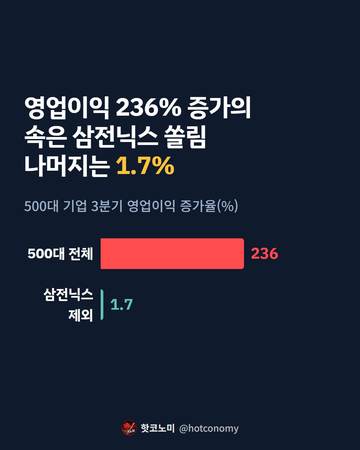 영업이익 236% 증가의
속은 삼전닉스 쏠림
나머지는 1.7%
500대 기업 3분기 영업이익 증가율(%)
500대 전체 236
삼전닉스
제외 1.7
핫코노미 @hotconomy